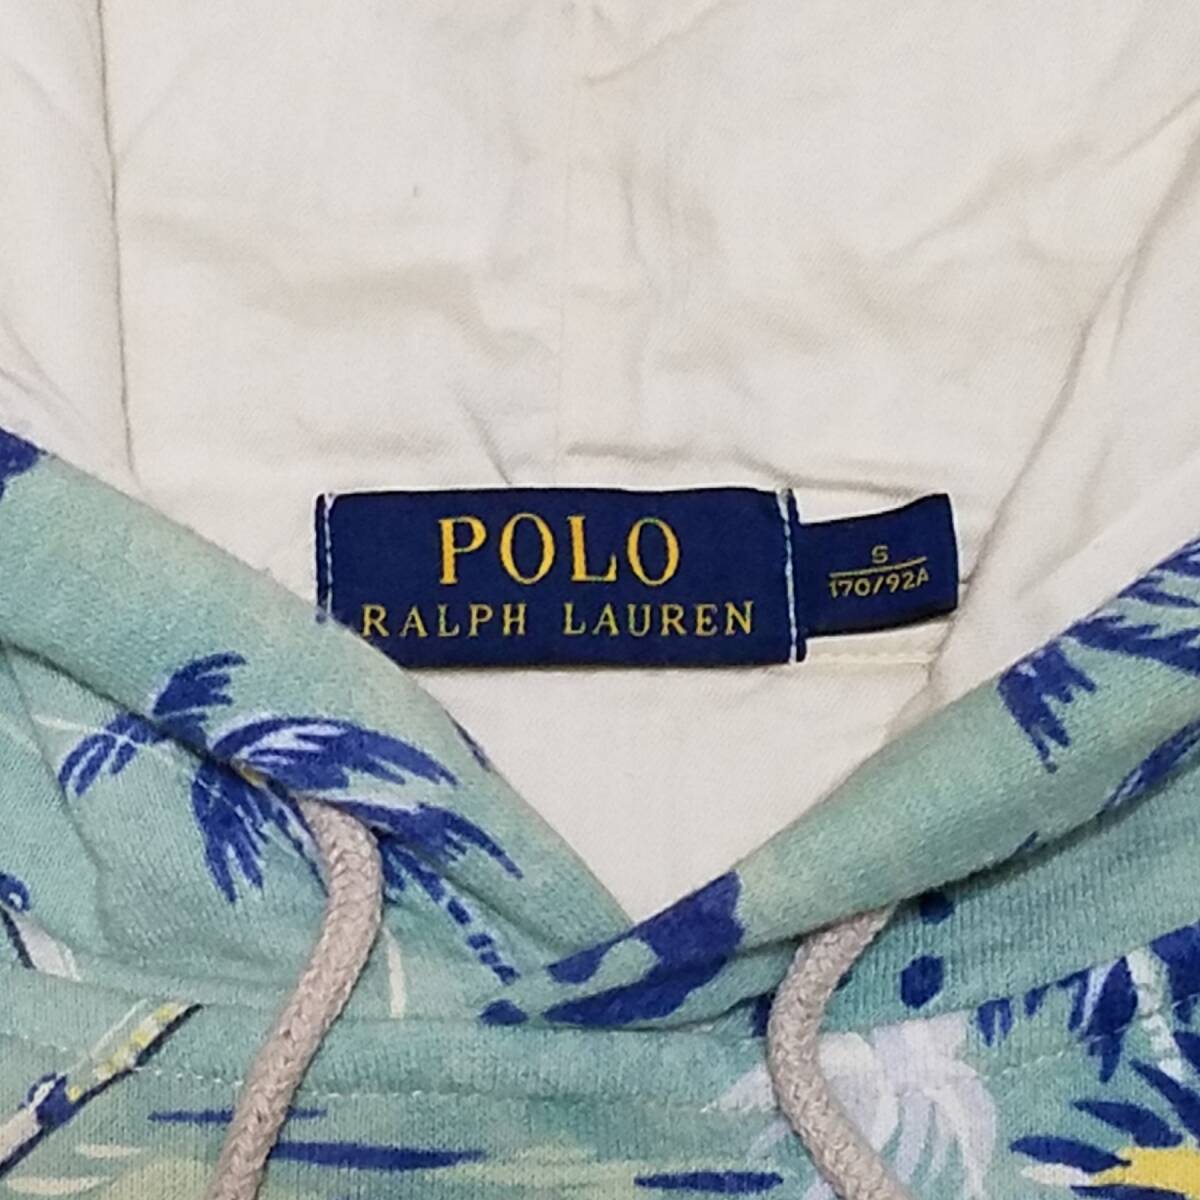 POLO
RALPH LAUREN
S
170/92A